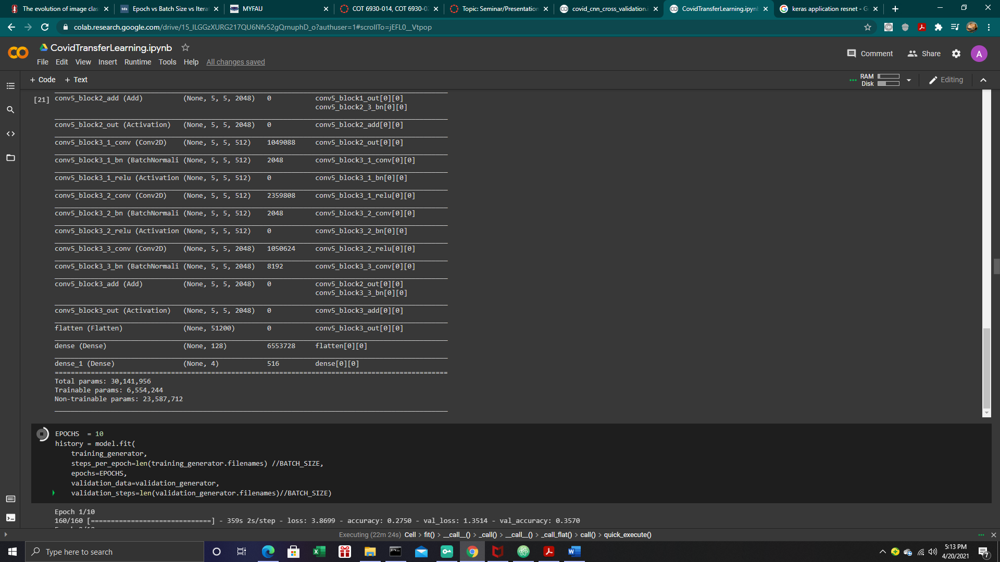 The evolution of image clas
Epoch vs Batch Size vs Itera
MYFAU
COT 6930-014, COT 6930-02
Topic: Seminar/Presentation
covid_cnn_cross_validation.i
CovidTransferLearning.ipynb
keras application resnet - G
colab.research.google.com/drive/15_ILGGzXURG217QU6Nfv52gQrnuphD_o?authuser=1#scrollTo=jEFL0__Vtpop
CovidTransferLearning.ipynb
Comment
Share
A
File Edit View Insert Runtime Tools Help All changes saved
+ Code + Text
RAM
Disk
Editing
[21] conv5_block2_add (Add) (None, 5, 5, 2048) 0 conv5_block1_out[0][0]
conv5_block2_3_bn[0][0]
conv5_block2_out (Activation) (None, 5, 5, 2048) 0 conv5_block2_add[0][0]
conv5_block3_1_conv (Conv2D) (None, 5, 5, 512) 1049088 conv5_block2_out[0][0]
conv5_block3_1_bn (BatchNormali (None, 5, 5, 512) 2048 conv5_block3_1_conv[0][0]
conv5_block3_1_relu (Activation (None, 5, 5, 512) 0 conv5_block3_1_bn[0][0]
conv5_block3_2_conv (Conv2D) (None, 5, 5, 512) 2359808 conv5_block3_1_relu[0][0]
conv5_block3_2_bn (BatchNormali (None, 5, 5, 512) 2048 conv5_block3_2_conv[0][0]
conv5_block3_2_relu (Activation (None, 5, 5, 512) 0 conv5_block3_2_bn[0][0]
conv5_block3_3_conv (Conv2D) (None, 5, 5, 2048) 1050624 conv5_block3_2_relu[0][0]
conv5_block3_3_bn (BatchNormali (None, 5, 5, 2048) 8192 conv5_block3_3_conv[0][0]
conv5_block3_add (Add) (None, 5, 5, 2048) 0 conv5_block2_out[0][0]
conv5_block3_3_bn[0][0]
conv5_block3_out (Activation) (None, 5, 5, 2048) 0 conv5_block3_add[0][0]
flatten (Flatten) (None, 51200) 0 conv5_block3_out[0][0]
dense (Dense) (None, 128) 6553728 flatten[0][0]
dense_1 (Dense) (None, 4) 516 dense[0][0]
Total params: 30,141,956
Trainable params: 6,554,244
Non-trainable params: 23,587,712
EPOCHS = 10
history = model.fit(
training_generator,
steps_per_epoch=len(training_generator.filenames) //BATCH_SIZE,
epochs=EPOCHS,
validation_data=validation_generator,
validation_steps=len(validation_generator.filenames)//BATCH_SIZE)
Epoch 1/10
160/160 [==============================] - 359s 2s/step - loss: 3.8699 - accuracy: 0.2750 - val_loss: 1.3514 - val_accuracy: 0.3570
Executing (22m 24s) Cell > fit() > __call__() > _call() > __call__() > _call_flat() > call() > quick_execute()
Type here to search
5:13 PM
4/20/2021
7